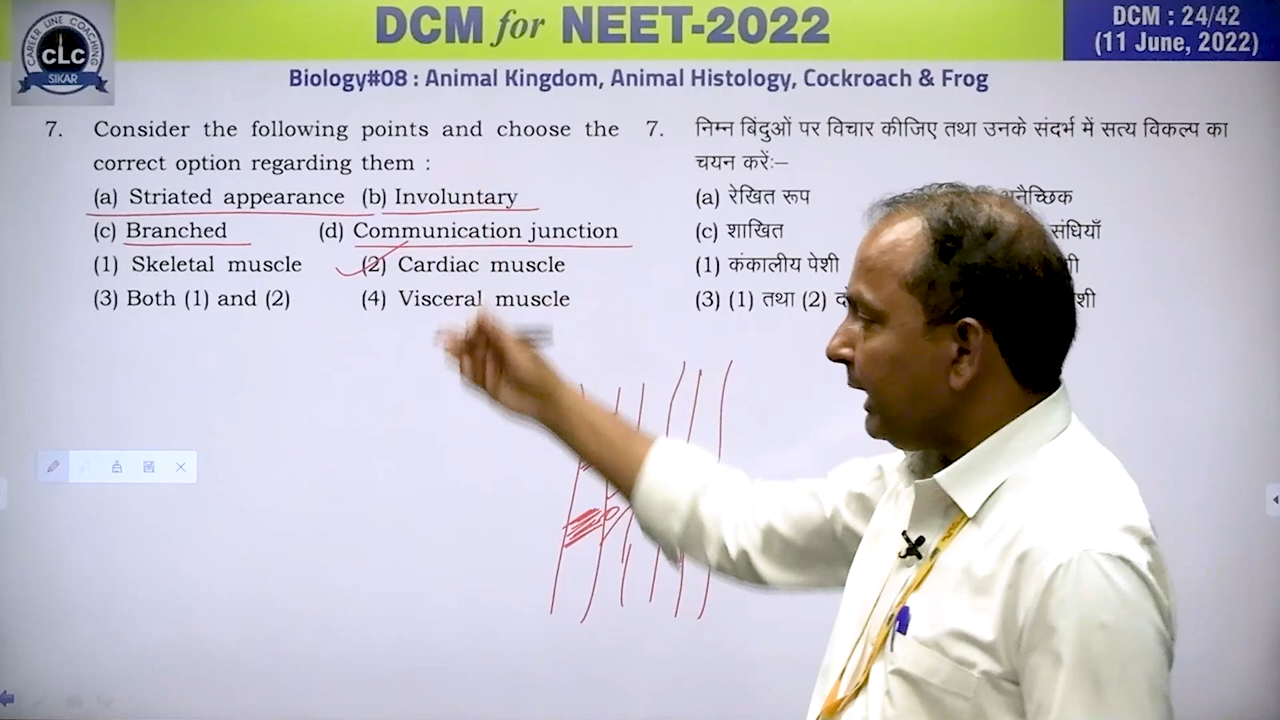 DCM for NEET-2022
DCM : 24/42
(11 June, 2022)
CAREER LINE COACHING
CLC
SIKAR
Biology#08 : Animal Kingdom, Animal Histology, Cockroach & Frog
7. Consider the following points and choose the
correct option regarding them :
(a) Striated appearance (b) Involuntary
(c) Branched (d) Communication junction
(1) Skeletal muscle (2) Cardiac muscle
(3) Both (1) and (2) (4) Visceral muscle
7. निम्न बिंदुओं पर विचार कीजिए तथा उनके संदर्भ में सत्य विकल्प का
चयन करें:–
(a) रेखित रूप
(c) शाखित संधियाँ
(1) कंकालीय पेशी
(3) (1) तथा (2)